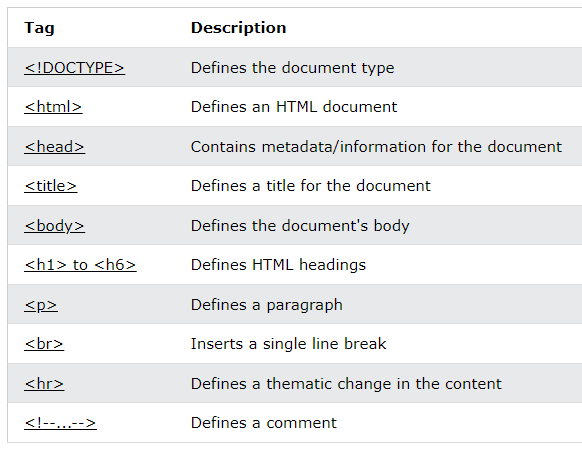 Tag Description
<!DOCTYPE> Defines the document type
<html> Defines an HTML document
<head> Contains metadata/information for the document
<title> Defines a title for the document
<body> Defines the document's body
<h1> to <h6> Defines HTML headings
<p> Defines a paragraph
<br> Inserts a single line break
<hr> Defines a thematic change in the content
<!--...--> Defines a comment